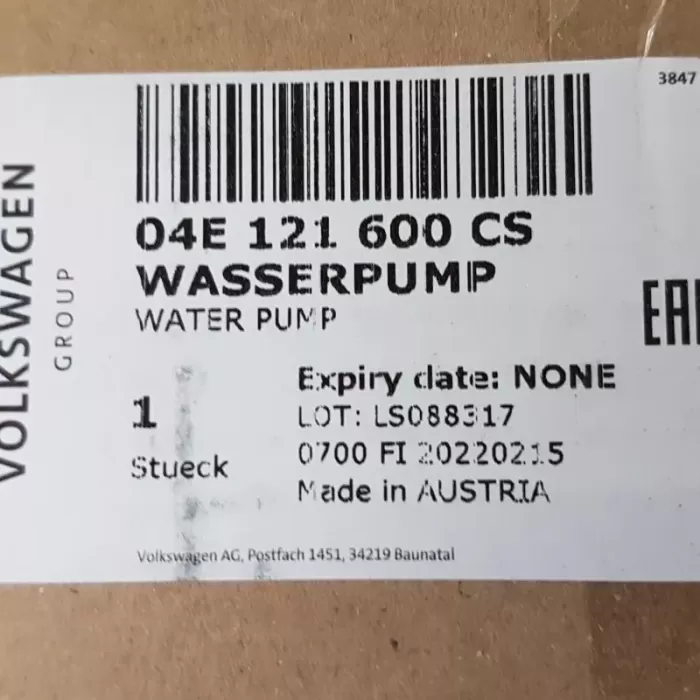 3847
VOLKSWAGEN
GROUP
04E 121 600 CS
WASSERPUMP
WATER PUMP
1
Stueck
Expiry date: NONE
LOT: LS088317
0700 FI 20220215
Made in AUSTRIA
Volkswagen AG, Postfach 1451, 34219 Baunatal